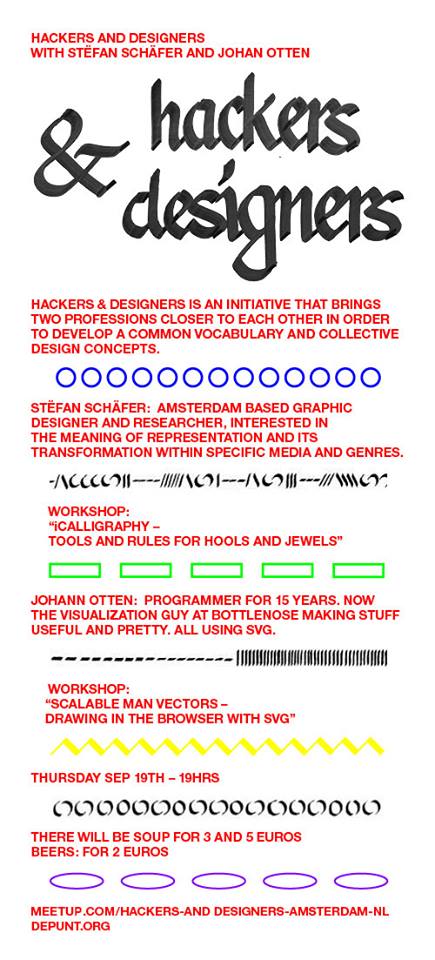 HACKERS AND DESIGNERS
WITH STËFAN SCHÄFER AND JOHAN OTTEN
& hackers
designers
HACKERS & DESIGNERS IS AN INITIATIVE THAT BRINGS
TWO PROFESSIONS CLOSER TO EACH OTHER IN ORDER
TO DEVELOP A COMMON VOCABULARY AND COLLECTIVE
DESIGN CONCEPTS.
STËFAN SCHÄFER: AMSTERDAM BASED GRAPHIC
DESIGNER AND RESEARCHER, INTERESTED IN
THE MEANING OF REPRESENTATION AND ITS
TRANSFORMATION WITHIN SPECIFIC MEDIA AND GENRES.
WORKSHOP:
“iCALLIGRAPHY –
TOOLS AND RULES FOR HOOLS AND JEWELS”
JOHANN OTTEN: PROGRAMMER FOR 15 YEARS. NOW
THE VISUALIZATION GUY AT BOTTLENOSE MAKING STUFF
USEFUL AND PRETTY. ALL USING SVG.
WORKSHOP:
“SCALABLE MAN VECTORS –
DRAWING IN THE BROWSER WITH SVG”
THURSDAY SEP 19TH – 19HRS
THERE WILL BE SOUP FOR 3 AND 5 EUROS
BEERS: FOR 2 EUROS
MEETUP.COM/HACKERS-AND DESIGNERS-AMSTERDAM-NL
DEPUNT.ORG